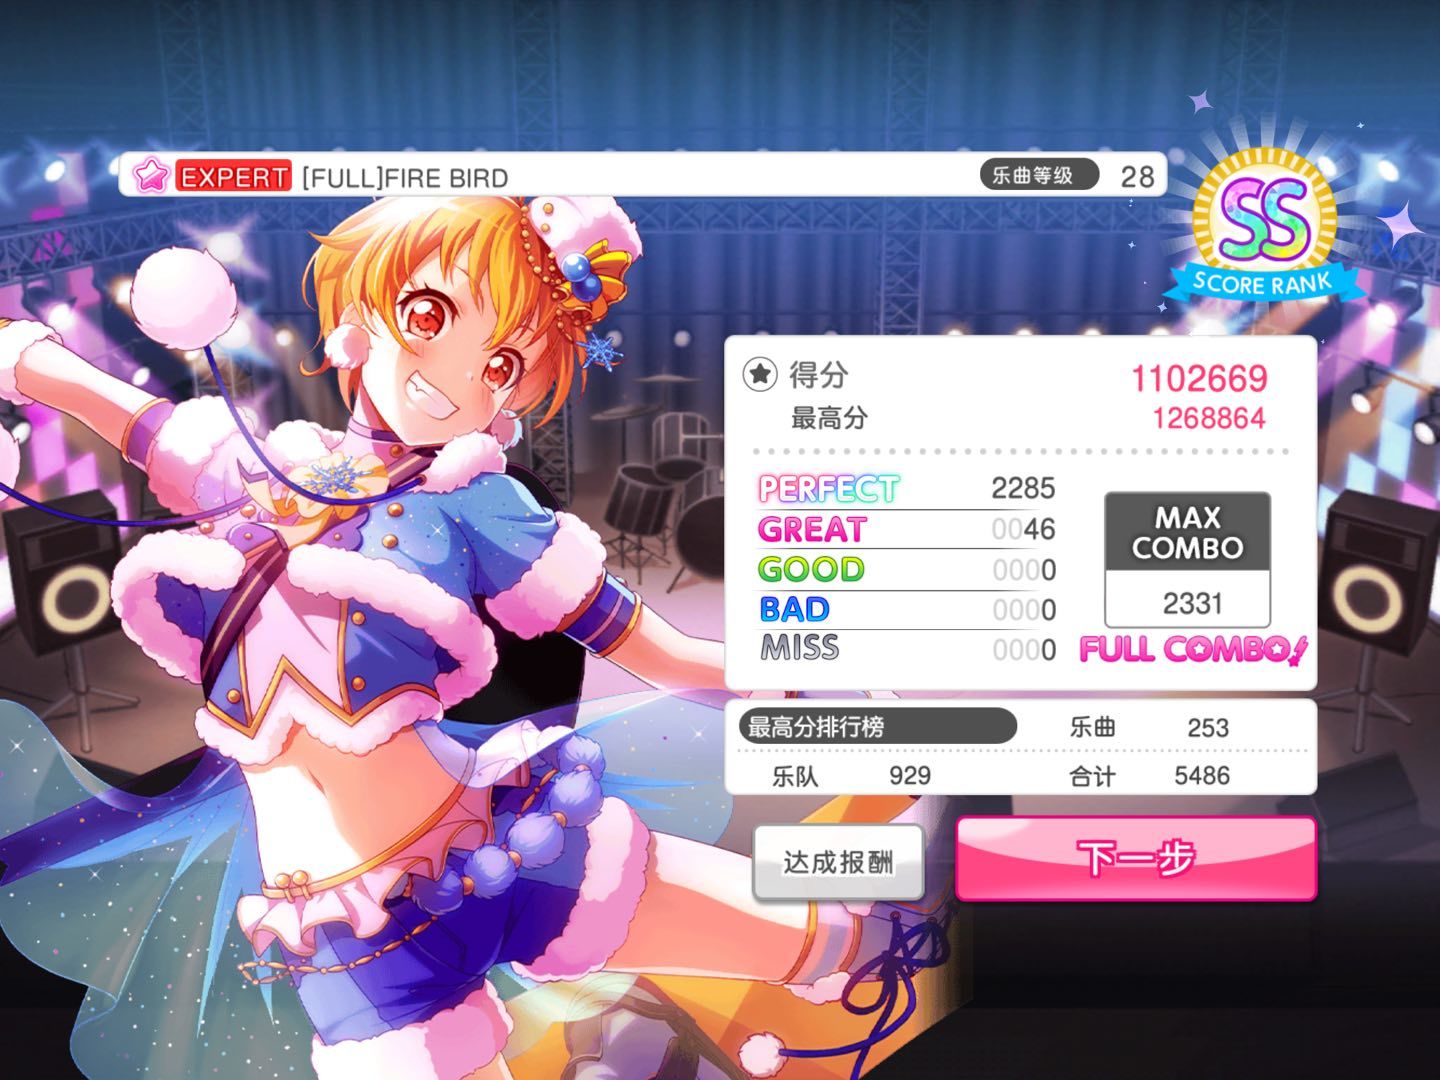 EXPERT [FULL]FIRE BIRD 乐曲等级 28
SS
SCORE RANK
得分 1102669
最高分 1268864
PERFECT 2285
GREAT 0046
GOOD 0000
BAD 0000
MISS 0000
MAX
COMBO
2331
FULL COMBO!
最高分排行榜 乐曲 253
乐队 929 合计 5486
达成报酬 下一步